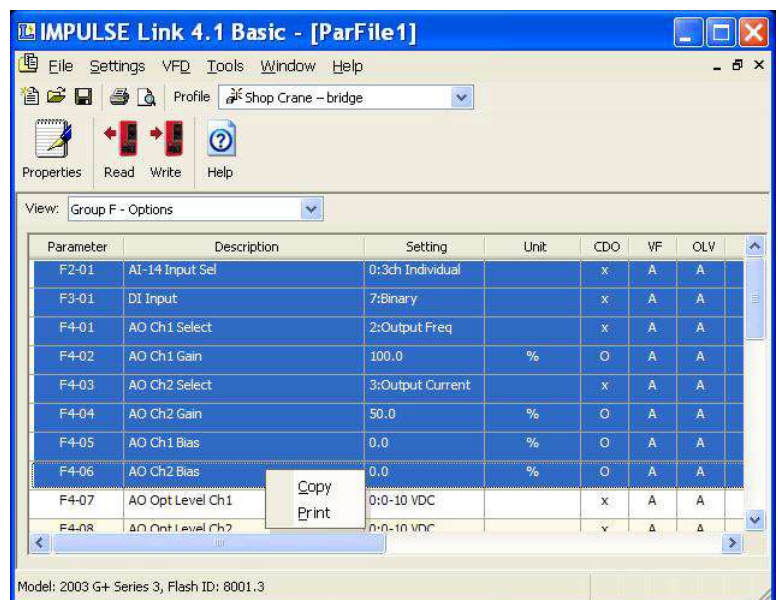 IMPULSE Link 4.1 Basic - [ParFile1]
File Settings VFD Tools Window Help
Profile Shop Crane – bridge
Properties Read Write Help
View: Group F - Options
Parameter Description Setting Unit CDO VF OLV
F2-01 AI-14 Input Sel 0:3ch Individual x A A
F3-01 DI Input 7:Binary x A A
F4-01 AO Ch1 Select 2:Output Freq x A A
F4-02 AO Ch1 Gain 100.0 % O A A
F4-03 AO Ch2 Select 3:Output Current x A A
F4-04 AO Ch2 Gain 50.0 % O A A
F4-05 AO Ch1 Bias 0.0 % O A A
F4-06 AO Ch2 Bias 0.0 % O A A
Copy
F4-07 AO Opt Level Ch1 0:0-10 VDC x A A
Print
F4-08 AO Opt Level Ch2 0:0-10 VDC x A A
Model: 2003 G+ Series 3, Flash ID: 8001.3